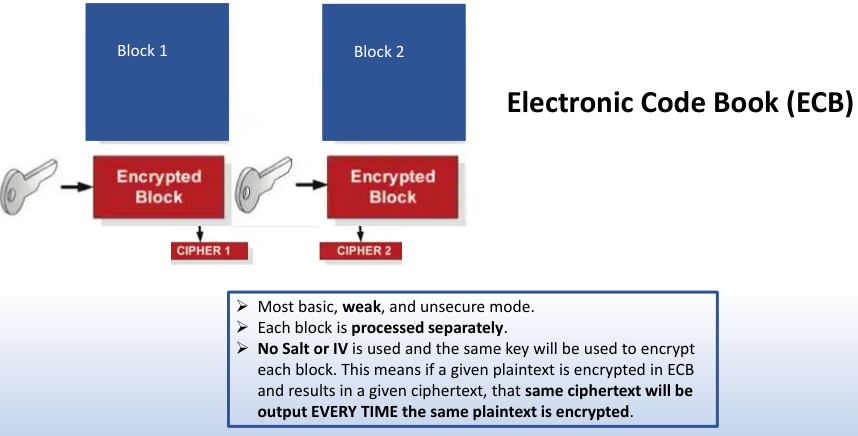 Block 1
Block 2
Electronic Code Book (ECB)
Encrypted
Block
Encrypted
Block
CIPHER 1
CIPHER 2
➢ Most basic, weak, and unsecure mode.
➢ Each block is processed separately.
➢ No Salt or IV is used and the same key will be used to encrypt
each block. This means if a given plaintext is encrypted in ECB
and results in a given ciphertext, that same ciphertext will be
output EVERY TIME the same plaintext is encrypted.